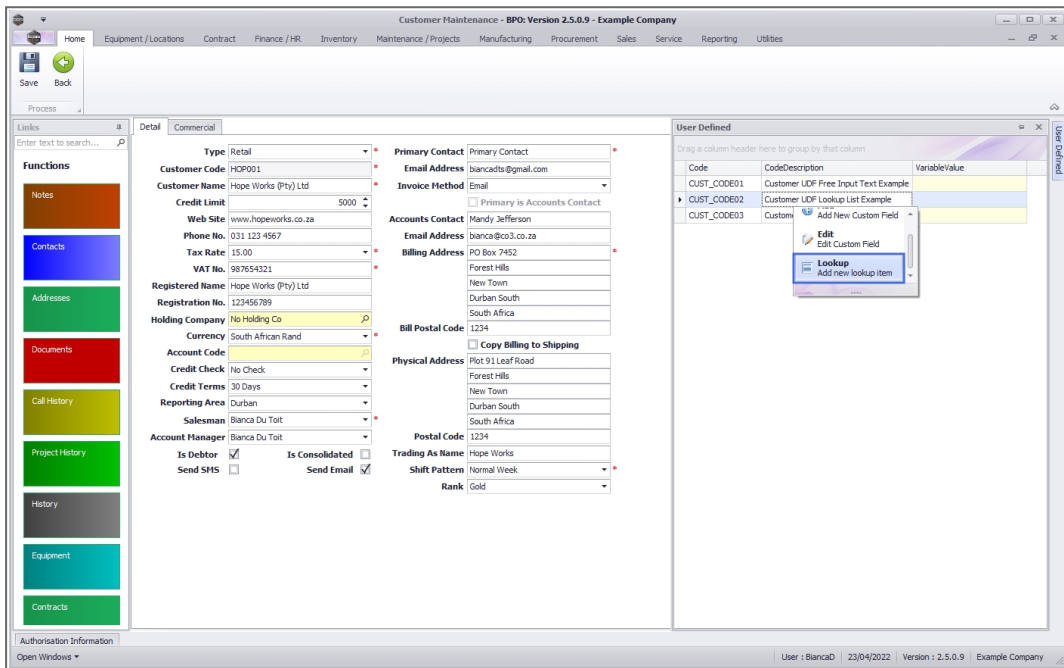 Customer Maintenance - BPO: Version 2.5.0.9 - Example Company
Home Equipment / Locations Contract Finance / HR Inventory Maintenance / Projects Manufacturing Procurement Sales Service Reporting Utilities
Save Back
Process
Links
Enter text to search...
Functions
Notes
Contacts
Addresses
Documents
Call History
Project History
History
Equipment
Contracts
Detail Commercial
Type Retail *
Customer Code HOP001
Customer Name Hope Works (Pty) Ltd *
Credit Limit 5000
Web Site www.hopeworks.co.za
Phone No. 031 123 4567
Tax Rate 15.00 *
VAT No. 987654321 *
Registered Name Hope Works (Pty) Ltd
Registration No. 123456789
Holding Company No Holding Co
Currency South African Rand *
Account Code
Credit Check No Check
Credit Terms 30 Days
Reporting Area Durban
Salesman Bianca Du Toit *
Account Manager Bianca Du Toit
Is Debtor Is Consolidated
Send SMS Send Email
Primary Contact Primary Contact *
Email Address biancadts@gmail.com
Invoice Method Email
Primary is Accounts Contact
Accounts Contact Mandy Jefferson
Email Address bianca@co3.co.za
Billing Address PO Box 7452 *
Forest Hills
New Town
Durban South
South Africa
Bill Postal Code 1234
Copy Billing to Shipping
Physical Address Plot 91 Leaf Road
Forest Hills
New Town
Durban South
South Africa
Postal Code 1234
Trading As Name Hope Works
Shift Pattern Normal Week *
Rank Gold
User Defined
Drag a column header here to group by that column
Code CodeDescription VariableValue
CUST_CODE01 Customer UDF Free Input Text Example
CUST_CODE02 Customer UDF Lookup List Example
CUST_CODE03
Add New Custom Field
Edit
Edit Custom Field
Lookup
Add new lookup item
User Defined
Authorisation Information
Open Windows
User : BiancaD 23/04/2022 Version : 2.5.0.9 Example Company